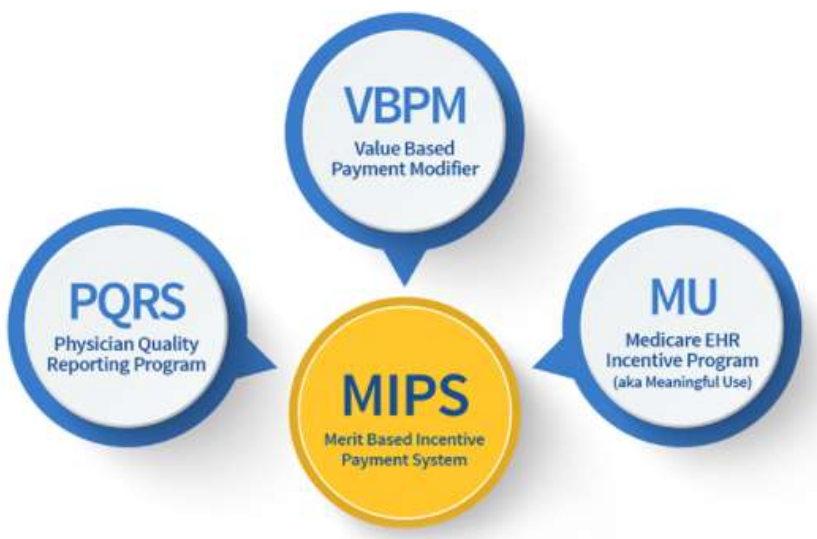 VBPM
Value Based
Payment Modifier
PQRS
Physician Quality
Reporting Program
MU
Medicare EHR
Incentive Program
(aka Meaningful Use)
MIPS
Merit Based Incentive
Payment System